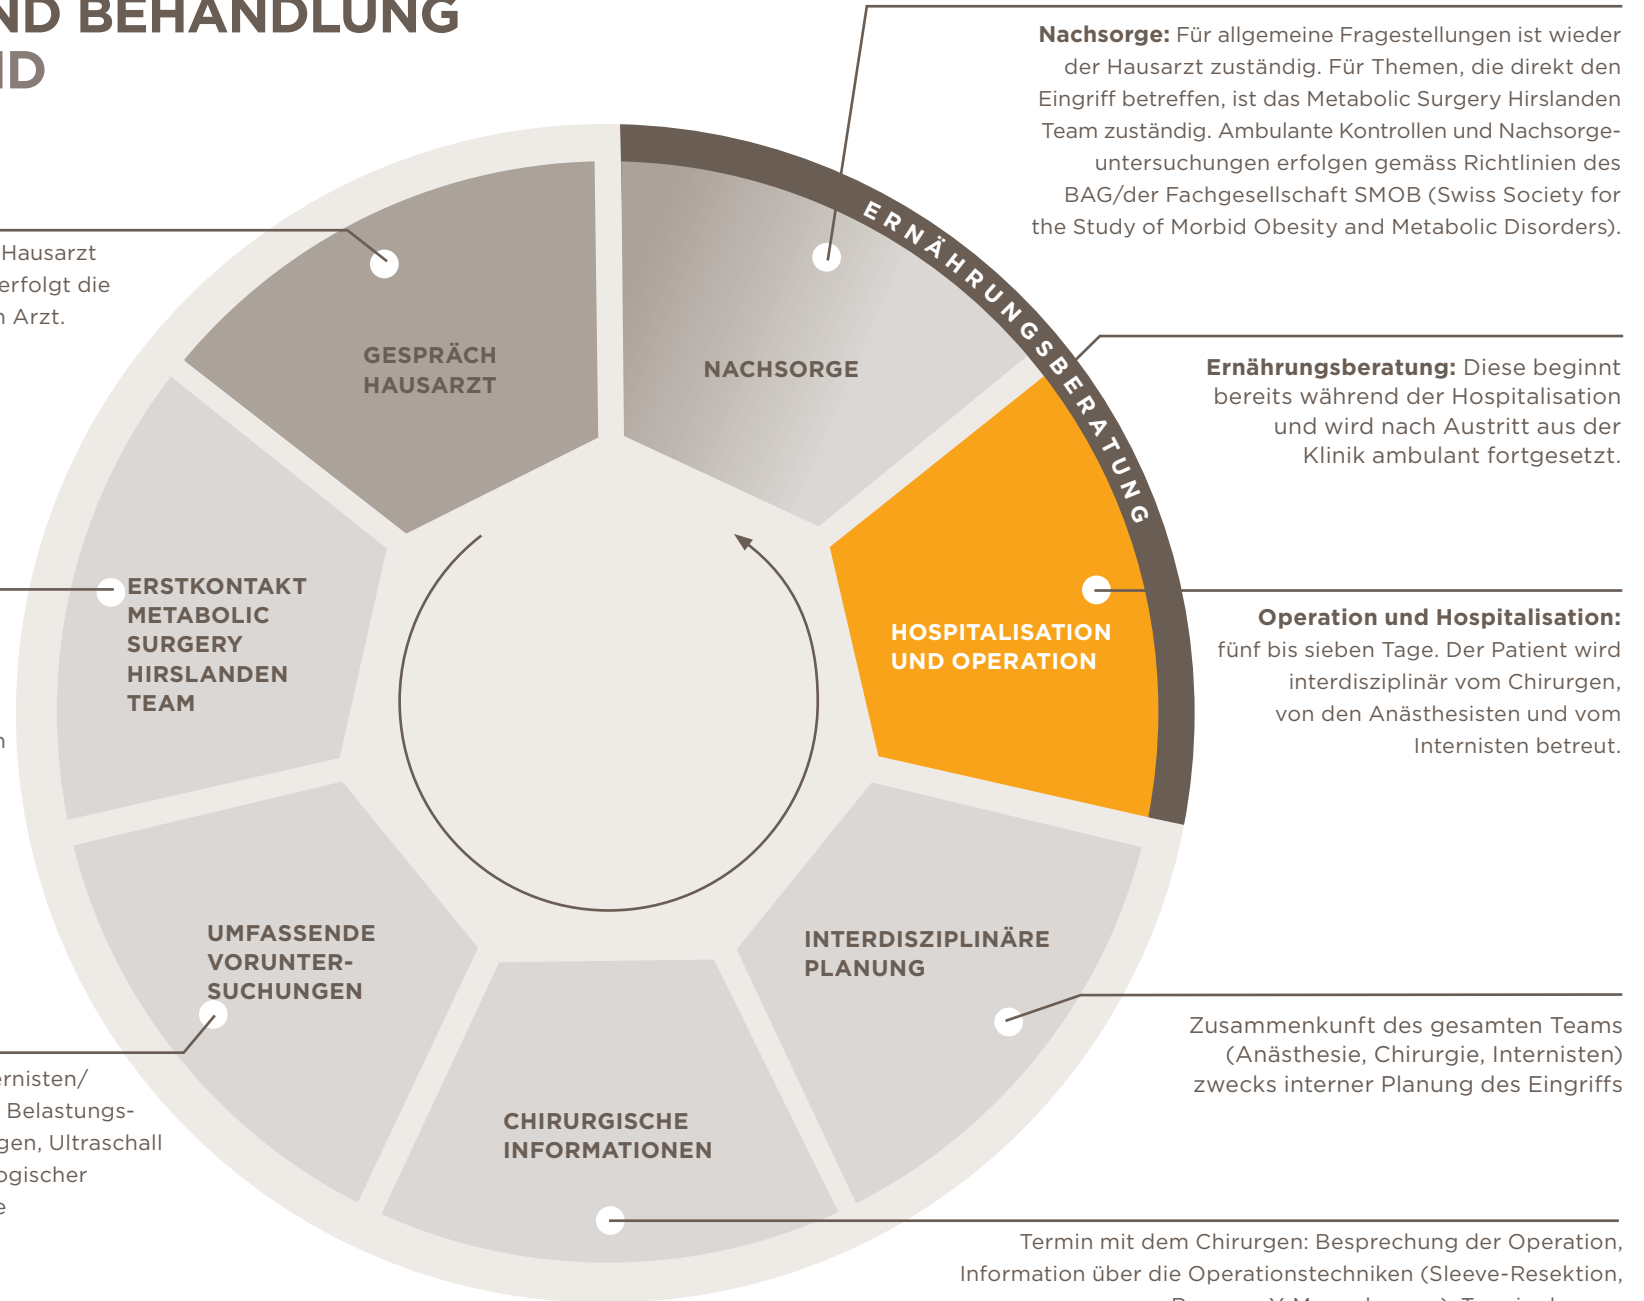 ND BEHANDLUNG
ND
Nachsorge: Für allgemeine Fragestellungen ist wieder
der Hausarzt zuständig. Für Themen, die direkt den
Eingriff betreffen, ist das Metabolic Surgery Hirslanden
Team zuständig. Ambulante Kontrollen und Nachsorge-
untersuchungen erfolgen gemäss Richtlinien des
BAG/der Fachgesellschaft SMOB (Swiss Society for
the Study of Morbid Obesity and Metabolic Disorders).
Hausarzt
erfolgt die
Arzt.
GESPRÄCH
HAUSARZT
NACHSORGE
ERNÄHRUNGSBERATUNG
Ernährungsberatung: Diese beginnt
bereits während der Hospitalisation
und wird nach Austritt aus der
Klinik ambulant fortgesetzt.
ERSTKONTAKT
METABOLIC
SURGERY
HIRSLANDEN
TEAM
HOSPITALISATION
UND OPERATION
Operation und Hospitalisation:
fünf bis sieben Tage. Der Patient wird
interdisziplinär vom Chirurgen,
von den Anästhesisten und vom
Internisten betreut.
UMFASSENDE
VORUNTER-
SUCHUNGEN
INTERDISZIPLINÄRE
PLANUNG
Zusammenkunft des gesamten Teams
(Anästhesie, Chirurgie, Internisten)
zwecks interner Planung des Eingriffs
ernisten/
Belastungs-
gen, Ultraschall
ogischer
CHIRURGISCHE
INFORMATIONEN
Termin mit dem Chirurgen: Besprechung der Operation,
Information über die Operationstechniken (Sleeve-Resektion,